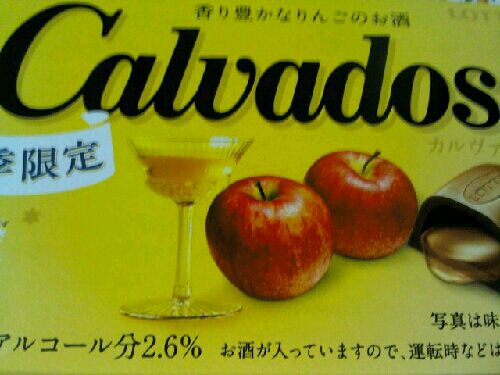 香り豊かなりんごのお酒
LOT
Calvados
カルヴァ
季限定
写真は味
アルコール分2.6%
お酒が入っていますので、運転時などは